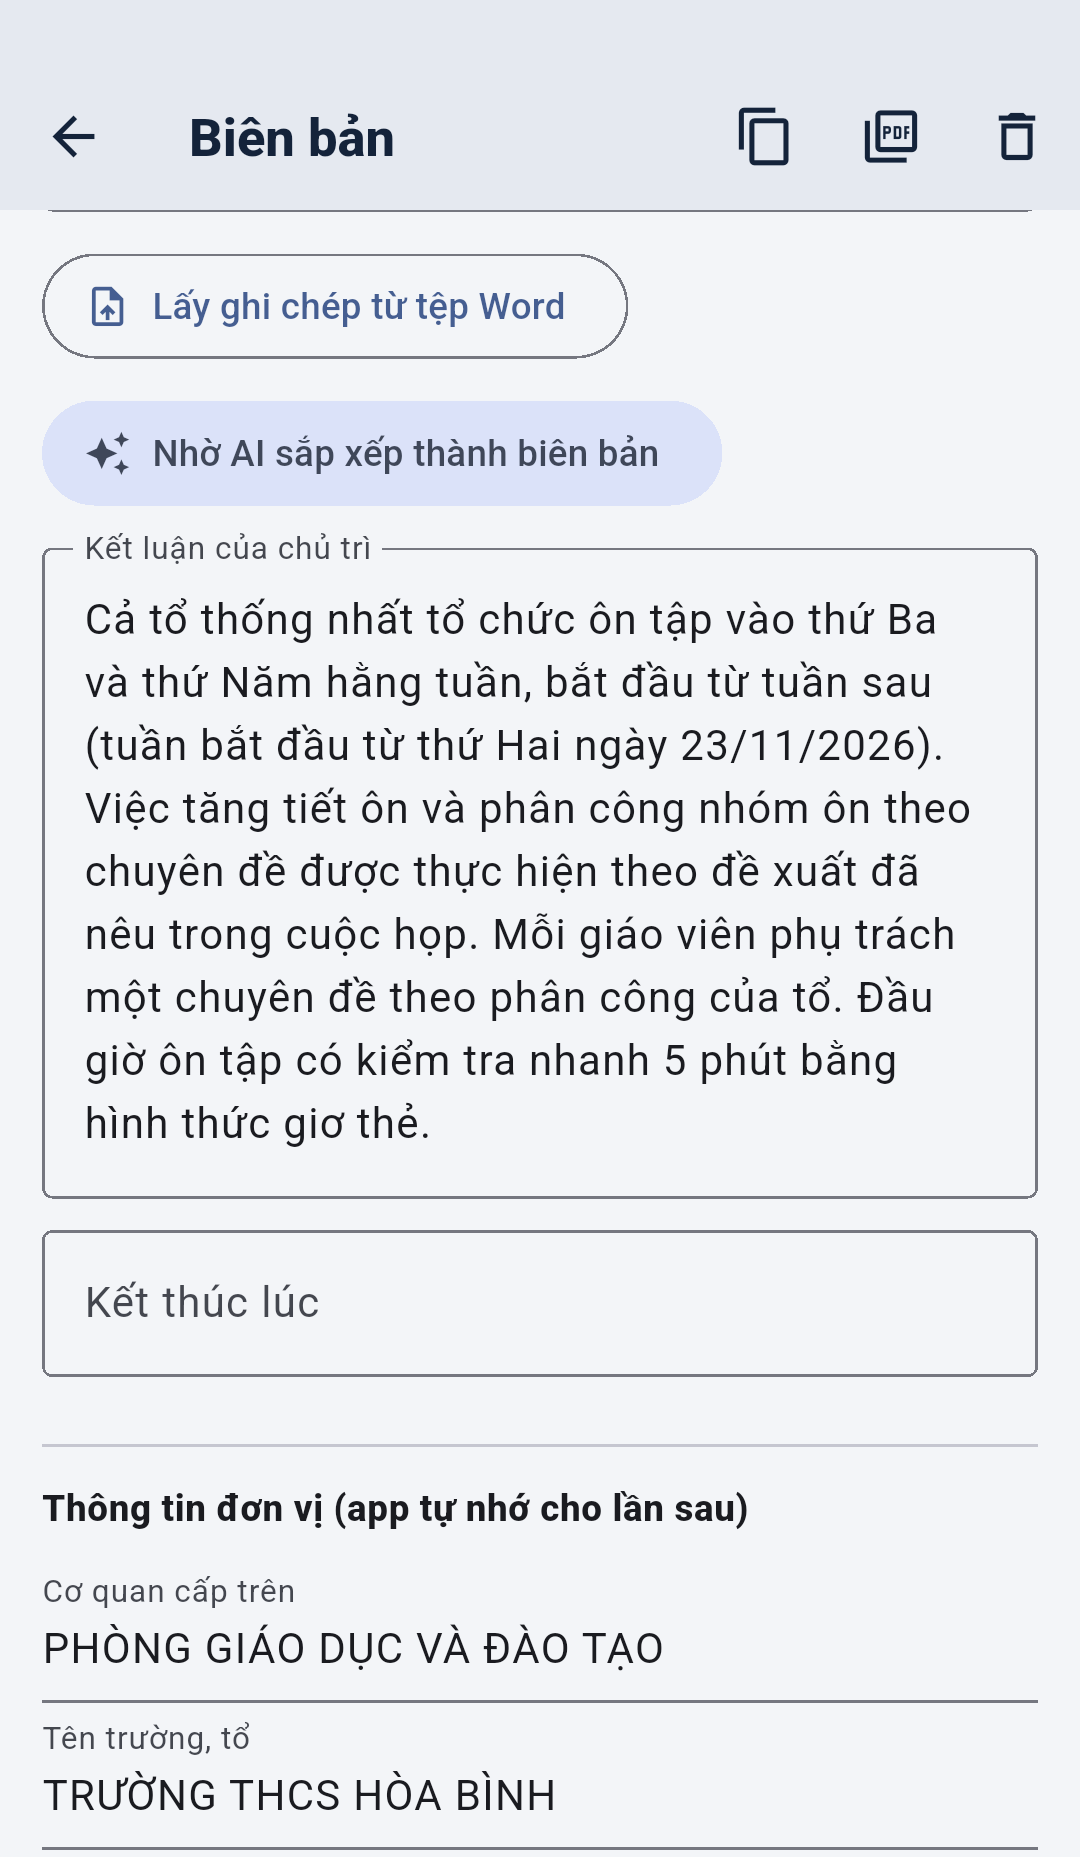 Biên bản
PDF
Lấy ghi chép từ tệp Word
Nhờ AI sắp xếp thành biên bản
Kết luận của chủ trì
Cả tổ thống nhất tổ chức ôn tập vào thứ Ba
và thứ Năm hằng tuần, bắt đầu từ tuần sau
(tuần bắt đầu từ thứ Hai ngày 23/11/2026).
Việc tăng tiết ôn và phân công nhóm ôn theo
chuyên đề được thực hiện theo đề xuất đã
nêu trong cuộc họp. Mỗi giáo viên phụ trách
một chuyên đề theo phân công của tổ. Đầu
giờ ôn tập có kiểm tra nhanh 5 phút bằng
hình thức giơ thẻ.
Kết thúc lúc
Thông tin đơn vị (app tự nhớ cho lần sau)
Cơ quan cấp trên
PHÒNG GIÁO DỤC VÀ ĐÀO TẠO
Tên trường, tổ
TRƯỜNG THCS HÒA BÌNH